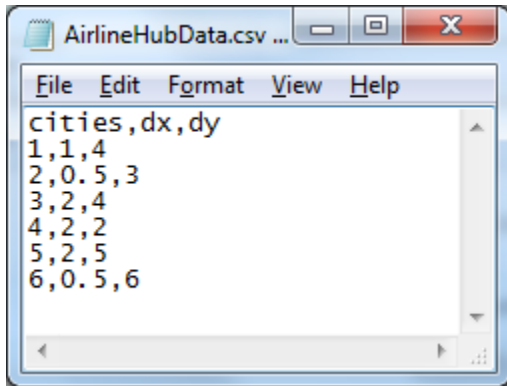 AirlineHubData.csv ...
File Edit Format View Help
cities,dx,dy
1,1,4
2,0.5,3
3,2,4
4,2,2
5,2,5
6,0.5,6